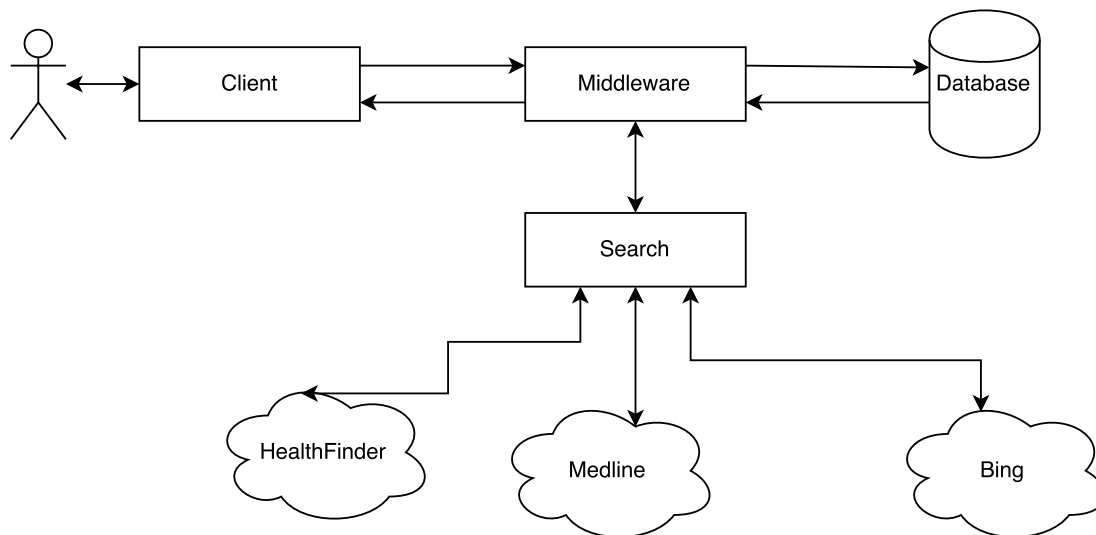 Client
Middleware
Database
Search
HealthFinder
Medline
Bing